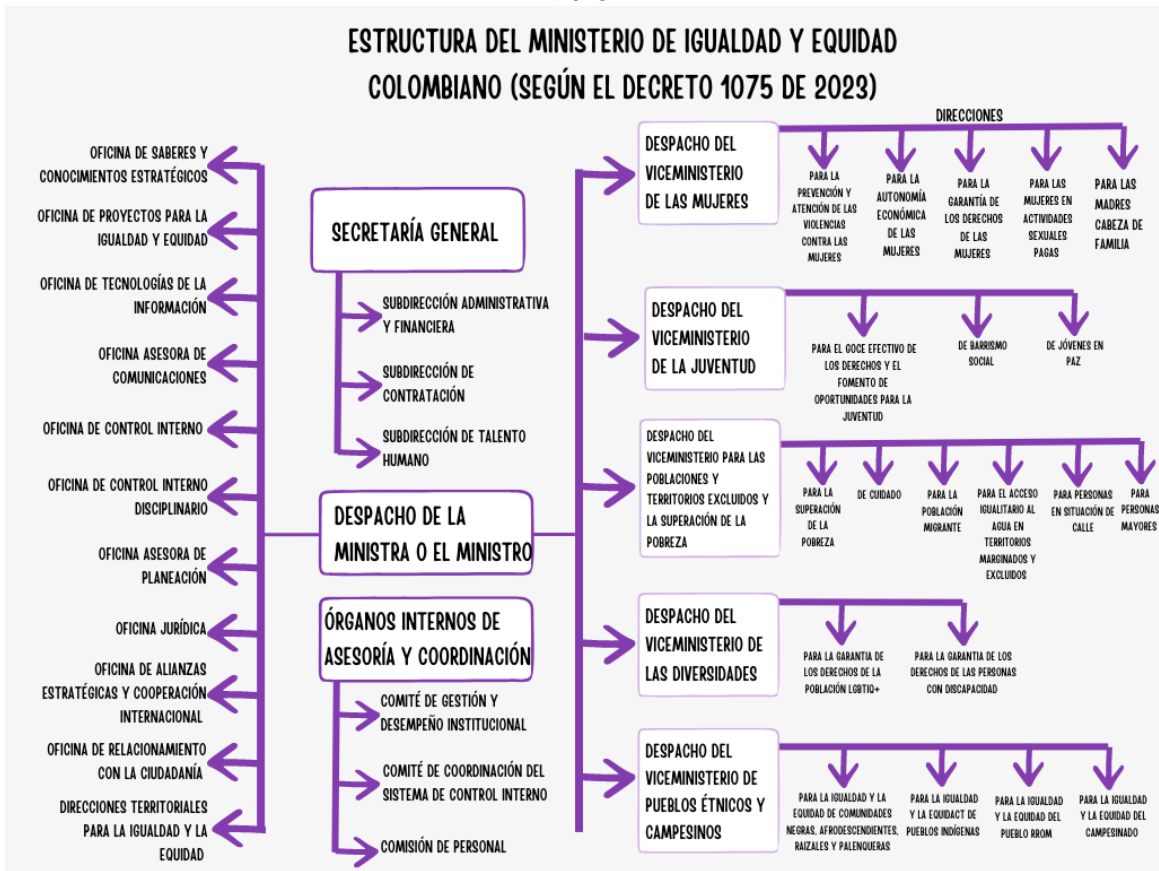 ESTRUCTURA DEL MINISTERIO DE IGUALDAD Y EQUIDAD
COLOMBIANO (SEGÚN EL DECRETO 1075 DE 2023)
OFICINA DE SABERES Y
CONOCIMIENTOS ESTRATÉGICOS
OFICINA DE PROYECTOS PARA LA
IGUALDAD Y EQUIDAD
OFICINA DE TECNOLOGÍAS DE LA
INFORMACIÓN
OFICINA ASESORA DE
COMUNICACIONES
OFICINA DE CONTROL INTERNO
OFICINA DE CONTROL INTERNO
DISCIPLINARIO
OFICINA ASESORA DE
PLANEACIÓN
OFICINA JURÍDICA
OFICINA DE ALIANZAS
ESTRATÉGICAS Y COOPERACIÓN
INTERNACIONAL
OFICINA DE RELACIONAMIENTO
CON LA CIUDADANÍA
DIRECCIONES TERRITORIALES
PARA LA IGUALDAD Y LA
EQUIDAD
SECRETARÍA GENERAL
SUBDIRECCIÓN ADMINISTRATIVA
Y FINANCIERA
SUBDIRECCIÓN DE
CONTRATACIÓN
SUBDIRECCIÓN DE TALENTO
HUMANO
DESPACHO DE LA
MINISTRA O EL MINISTRO
ÓRGANOS INTERNOS DE
ASESORÍA Y COORDINACIÓN
COMITÉ DE GESTIÓN Y
DESEMPEÑO INSTITUCIONAL
COMITÉ DE COORDINACIÓN DEL
SISTEMA DE CONTROL INTERNO
COMISIÓN DE PERSONAL
DESPACHO DEL
VICEMINISTERIO
DE LAS MUJERES
DIRECCIONES
PARA LA
PREVENCIÓN Y
ATENCIÓN DE LAS
VIOLENCIAS
CONTRA LAS
MUJERES
PARA LA
AUTONOMÍA
ECONÓMICA
DE LAS
MUJERES
PARA LA
GARANTÍA DE
LOS DERECHOS
DE LAS
MUJERES
PARA LAS
MUJERES EN
ACTIVIDADES
SEXUALES
PAGAS
PARA LAS
MADRES
CABEZA DE
FAMILIA
DESPACHO DEL
VICEMINISTERIO
DE LA JUVENTUD
PARA EL GOCE EFECTIVO DE
LOS DERECHOS Y EL
FOMENTO DE
OPORTUNIDADES PARA LA
JUVENTUD
DE BARRISMO
SOCIAL
DE JÓVENES EN
PAZ
DESPACHO DEL
VICEMINISTERIO PARA LAS
POBLACIONES Y
TERRITORIOS EXCLUIDOS Y
LA SUPERACIÓN DE LA
POBREZA
PARA LA
SUPERACIÓN
DE LA
POBREZA
DE CUIDADO
PARA LA
POBLACIÓN
MIGRANTE
PARA EL ACCESO
IGUALITARIO AL
AGUA EN
TERRITORIOS
MARGINADOS Y
EXCLUIDOS
PARA PERSONAS
EN SITUACIÓN DE
CALLE
PARA
PERSONAS
MAYORES
DESPACHO DEL
VICEMINISTERIO DE
LAS DIVERSIDADES
PARA LA GARANTIA DE
LOS DERECHOS DE LA
POBLACIÓN LGBTIQ+
PARA LA GARANTIA DE LOS
DERECHOS DE LAS PERSONAS
CON DISCAPACIDAD
DESPACHO DEL
VICEMINISTERIO DE
PUEBLOS ÉTNICOS Y
CAMPESINOS
PARA LA IGUALDAD Y LA
EQUIDAD DE COMUNIDADES
NEGRAS, AFRODESCENDIENTES,
RAIZALES Y PALENQUERAS
PARA LA IGUALDAD
Y LA EQUIDACT DE
PUEBLOS INDÍGENAS
PARA LA IGUALDAD
Y LA EQUIDAD DEL
PUEBLO RROM
PARA LA IGUALDAD
Y LA EQUIDAD DEL
CAMPESINADO